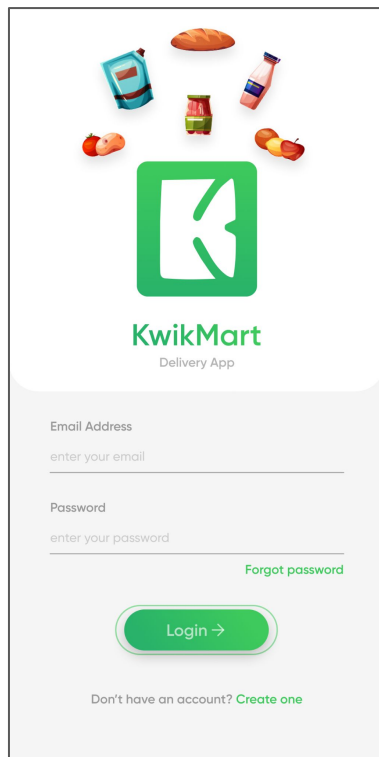 KwikMart
Delivery App
Email Address
enter your email
Password
enter your password
Forgot password
Login →
Don't have an account? Create one